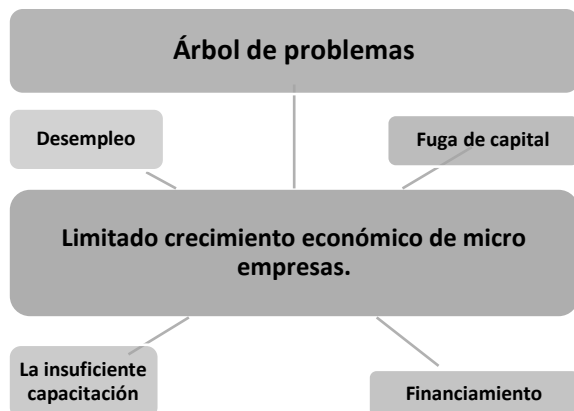 Árbol de problemas
Desempleo
Fuga de capital
Limitado crecimiento económico de micro
empresas.
La insuficiente
capacitación
Financiamiento